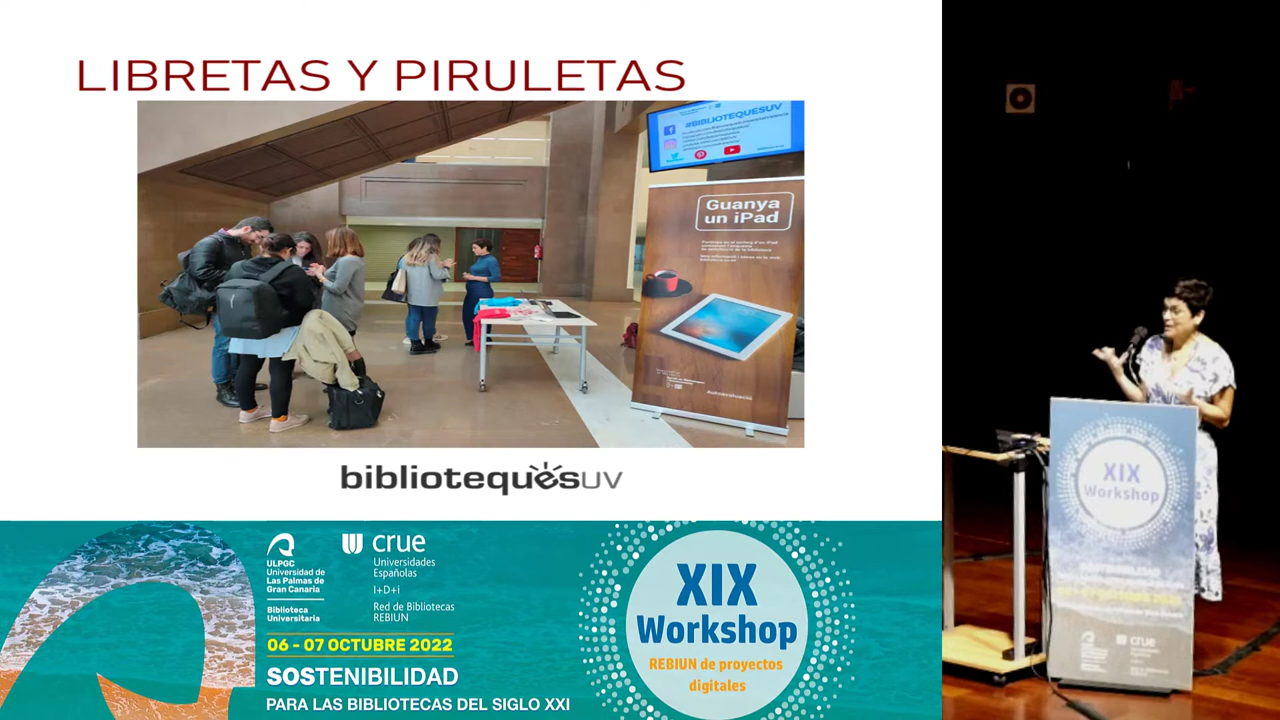 LIBRETAS Y PIRULETAS
#BIBLIOTEQUESUV
Guanya
un iPad
Autoavaluació
bibliotequesuv
ULPGC
Universidad de
Las Palmas de
Gran Canaria
Biblioteca
Universitaria
crue
Universidades
Españolas
I+D+i
Red de Bibliotecas
REBIUN
06 - 07 OCTUBRE 2022
SOSTENIBILIDAD
PARA LAS BIBLIOTECAS DEL SIGLO XXI
XIX
Workshop
REBIUN de proyectos
digitales
XIX
Workshop
crue